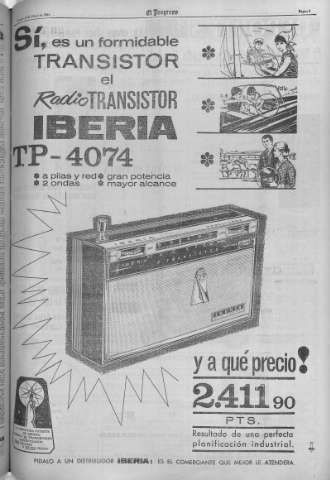 El Progreso
Sí, es un formidable
TRANSISTOR
el
Radio TRANSISTOR
IBERIA
TP-4074
a pilas y red gran potencia
2 ondas mayor alcance
IBERIA
y a qué precio!
2.411 90
PTS.
Resultado de una perfecta
planificación industrial.
PIDALO A UN DISTRIBUIDOR IBERIA: ES EL COMERCIANTE QUE MEJOR LE ATENDERA.